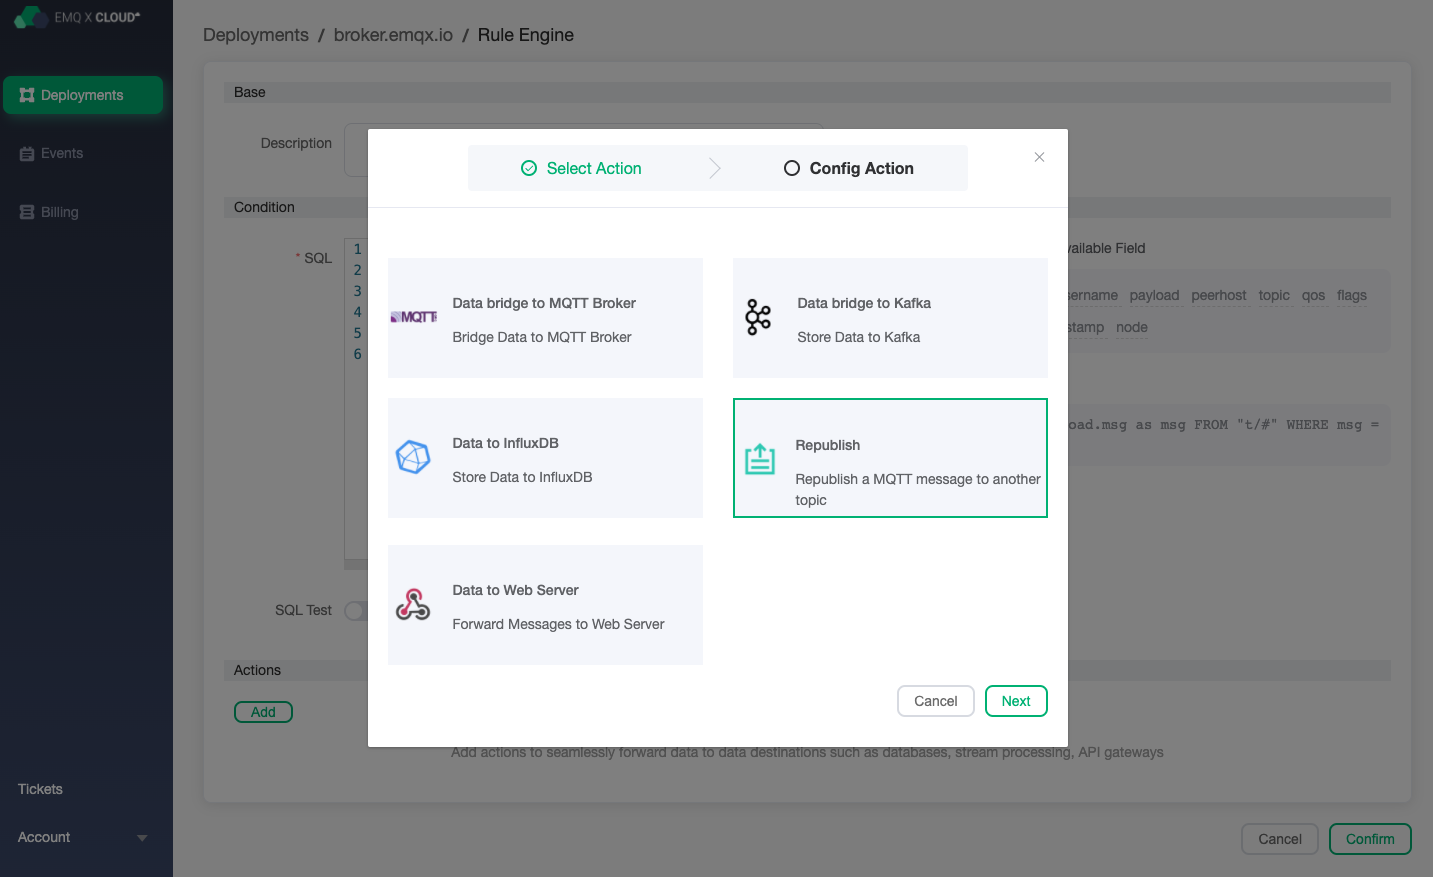 EMQ X CLOUD
Deployments / broker.emqx.io / Rule Engine
Deployments
Events
Billing
Tickets
Account
Base
Description
Condition
* SQL
1
2
3
4
5
6
Available Field
username payload peerhost topic qos flags
node
payload.msg as msg FROM "t/#" WHERE msg =
SQL Test
Actions
Add
Add actions to seamlessly forward data to data destinations such as databases, stream processing, API gateways
Cancel
Confirm
Select Action
Config Action
Data bridge to MQTT Broker
Bridge Data to MQTT Broker
MQTT
Data bridge to Kafka
Store Data to Kafka
Data to InfluxDB
Store Data to InfluxDB
Republish
Republish a MQTT message to another
topic
Data to Web Server
Forward Messages to Web Server
Cancel
Next